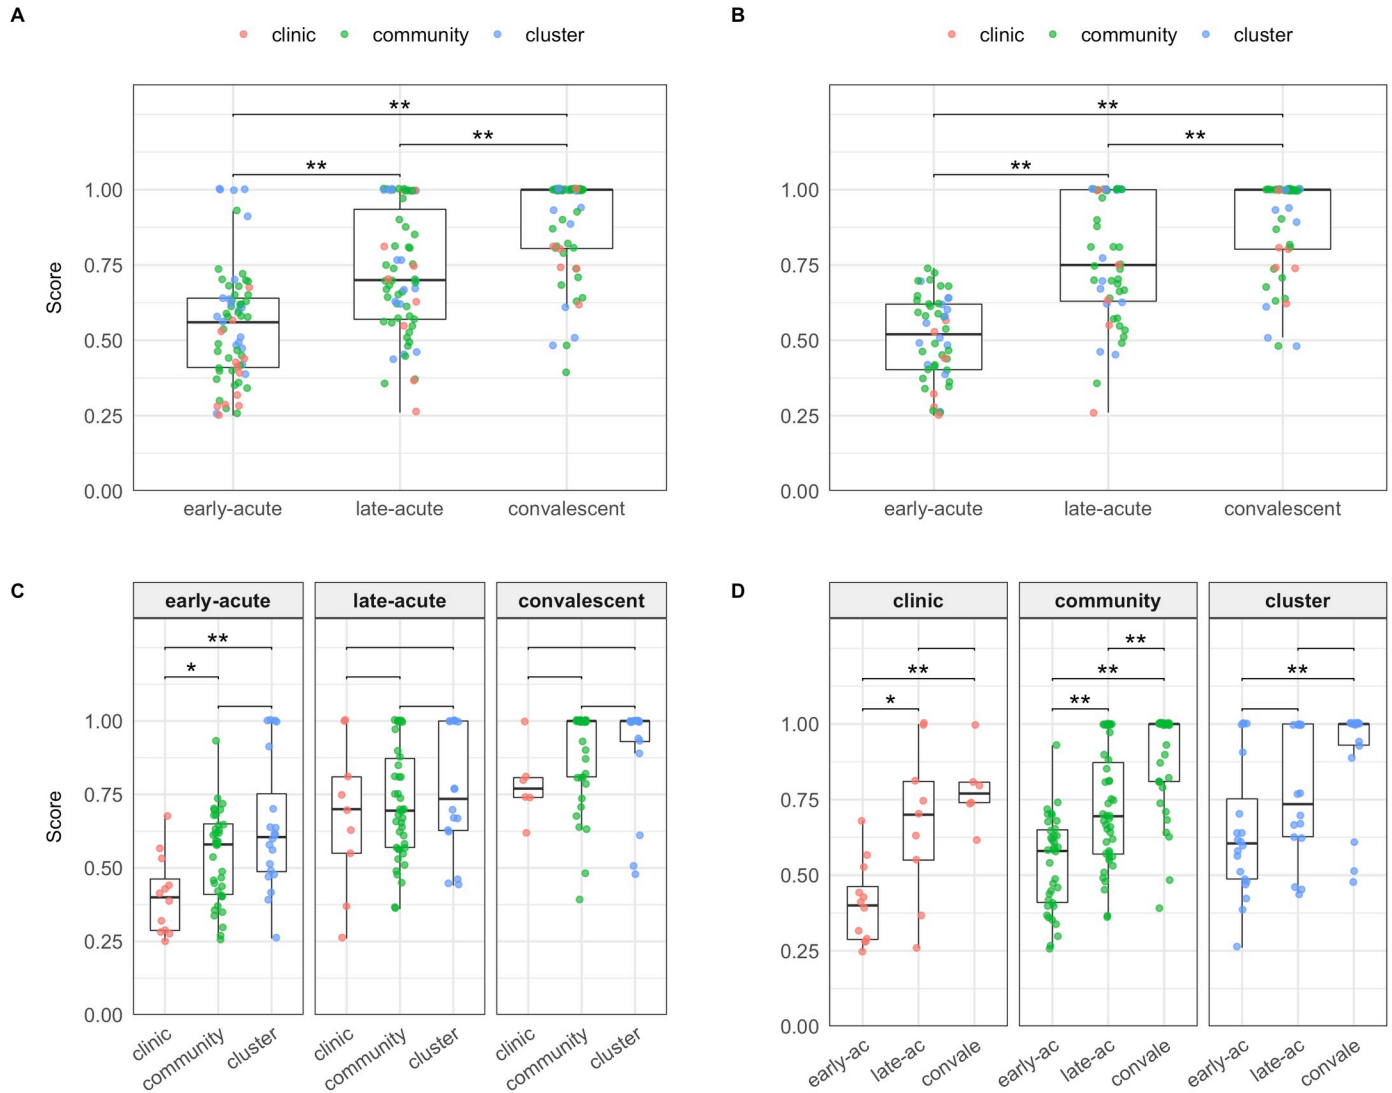 A
clinic community cluster
Score
1.00
0.75
0.50
0.25
0.00
**
**
**
early-acute late-acute convalescent
B
clinic community cluster
1.00
0.75
0.50
0.25
0.00
**
**
**
early-acute late-acute convalescent
C
early-acute late-acute convalescent
Score
1.00
0.75
0.50
0.25
0.00
**
*
clinic community cluster clinic community cluster clinic community cluster
D
clinic community cluster
1.00
0.75
0.50
0.25
0.00
**
** ** **
* **
early-ac late-ac convale early-ac late-ac convale early-ac late-ac convale